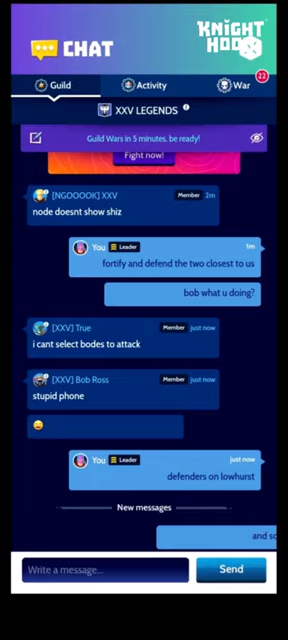 CHAT
KNIGHT
HOOD
Guild
Activity
War
22
XXV LEGENDS
Guild Wars in 5 minutes, be ready!
Fight now!
[NGOOOOK] XXV
Member
2m
node doesnt show shiz
You
Leader
1m
fortify and defend the two closest to us
bob what u doing?
[XXV] True
Member
just now
i cant select bodes to attack
[XXV] Bob Ross
Member
just now
stupid phone
😄
You
Leader
just now
defenders on lowhurst
New messages
and so
Write a message...
Send